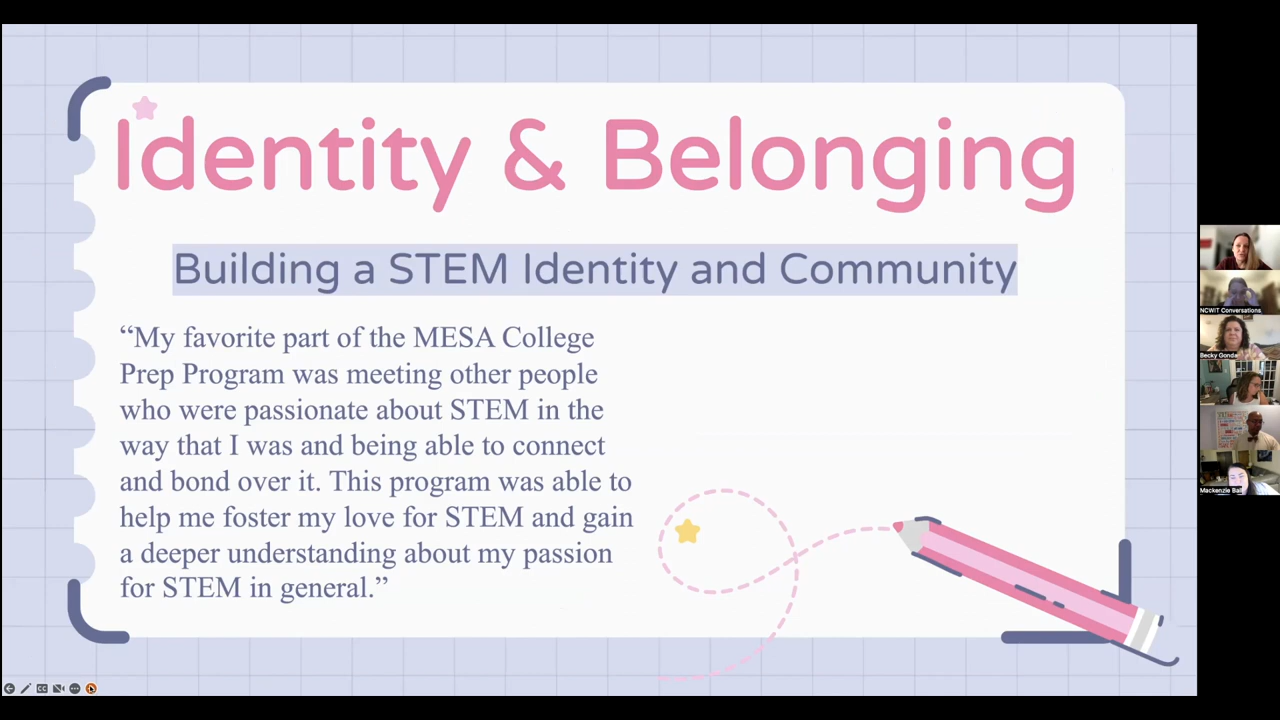 Identity & Belonging
Building a STEM Identity and Community
“My favorite part of the MESA College
Prep Program was meeting other people
who were passionate about STEM in the
way that I was and being able to connect
and bond over it. This program was able to
help me foster my love for STEM and gain
a deeper understanding about my passion
for STEM in general.”
NCWIT Conversations
Becky Gonda
Mackenzie Ball